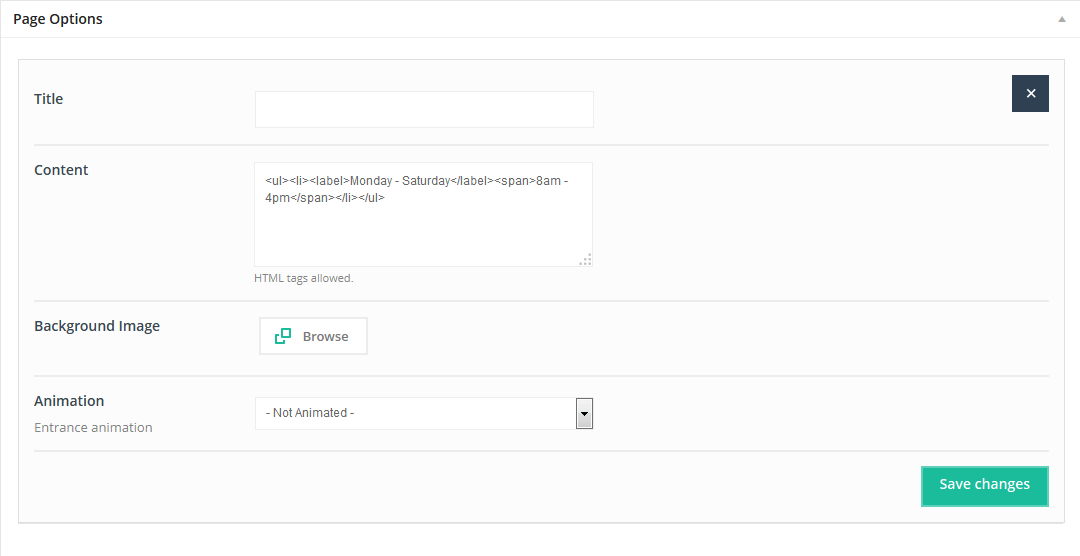 Page Options
Title
Content
<ul><li><label>Monday - Saturday</label><span>8am -
4pm</span></li></ul>
HTML tags allowed.
Background Image
Browse
Animation
- Not Animated -
Entrance animation
Save changes